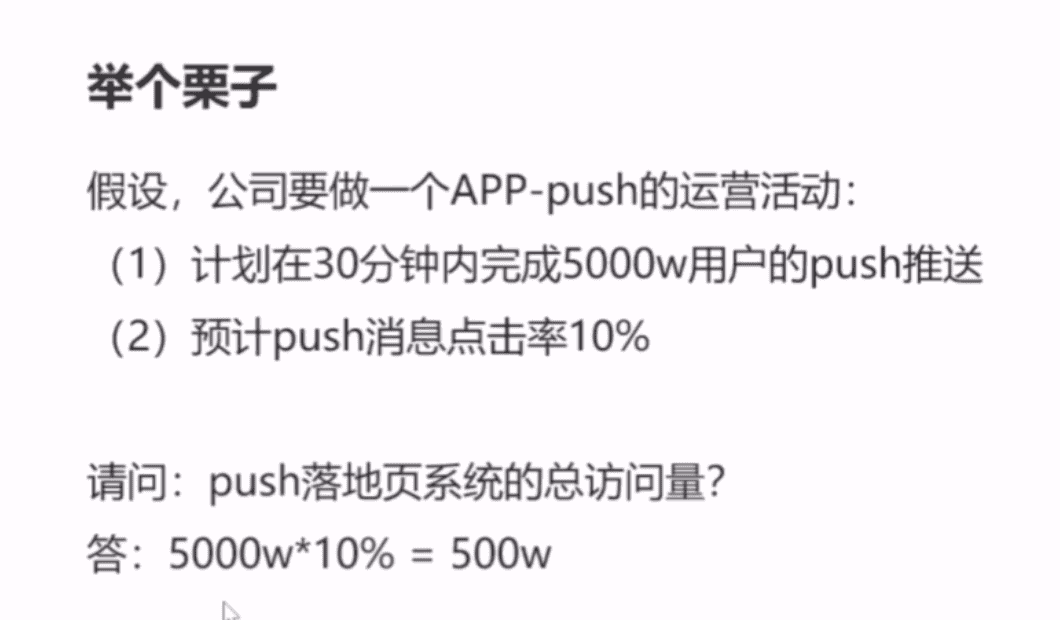 举个栗子
假设，公司要做一个APP-push的运营活动：
（1）计划在30分钟内完成5000w用户的push推送
（2）预计push消息点击率10%
请问：push落地页系统的总访问量？
答：5000w*10% = 500w